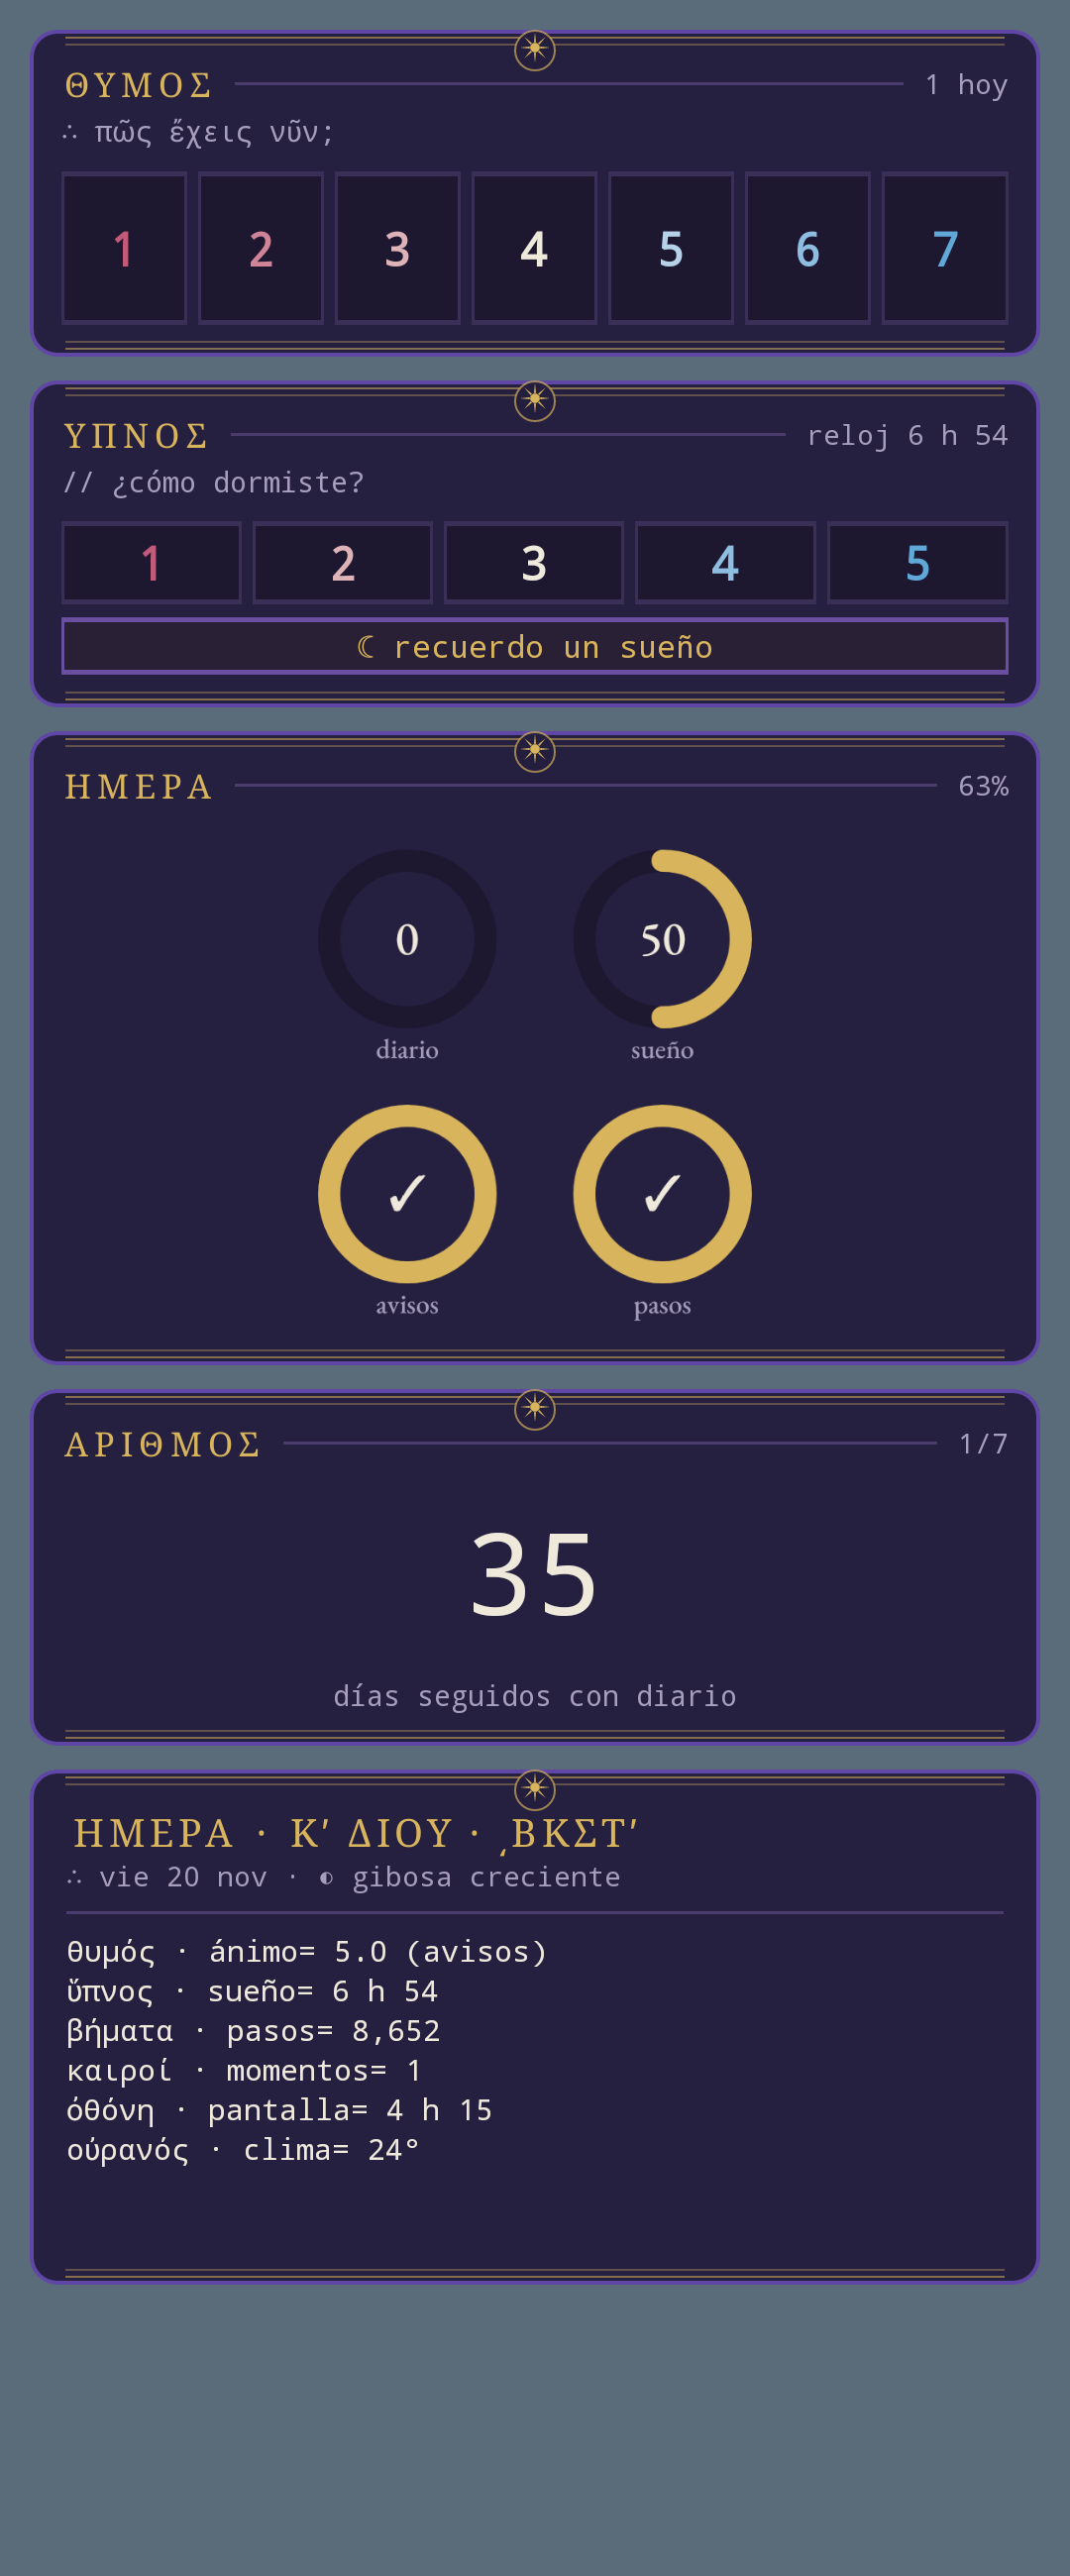 ΘΥΜΟΣ 1 hoy
∴ πῶς ἔχεις νῦν;
1 2 3 4 5 6 7
ΥΠΝΟΣ reloj 6 h 54
// ¿cómo dormiste?
1 2 3 4 5
☾ recuerdo un sueño
ΗΜΕΡΑ 63%
0 50
diario sueño
✓ ✓
avisos pasos
ΑΡΙΘΜΟΣ 1/7
35
días seguidos con diario
ΗΜΕΡΑ · Κʹ ΔΙΟΥ · ͵ΒΚΣΤʹ
∴ vie 20 nov · ◐ gibosa creciente
θυμός · ánimo= 5.0 (avisos)
ὕπνος · sueño= 6 h 54
βήματα · pasos= 8,652
καιροί · momentos= 1
ὀθόνη · pantalla= 4 h 15
οὐρανός · clima= 24°